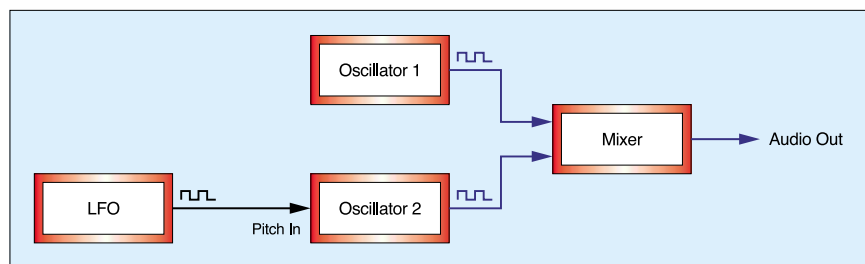 Oscillator 1
Mixer
Audio Out
LFO
Pitch In
Oscillator 2